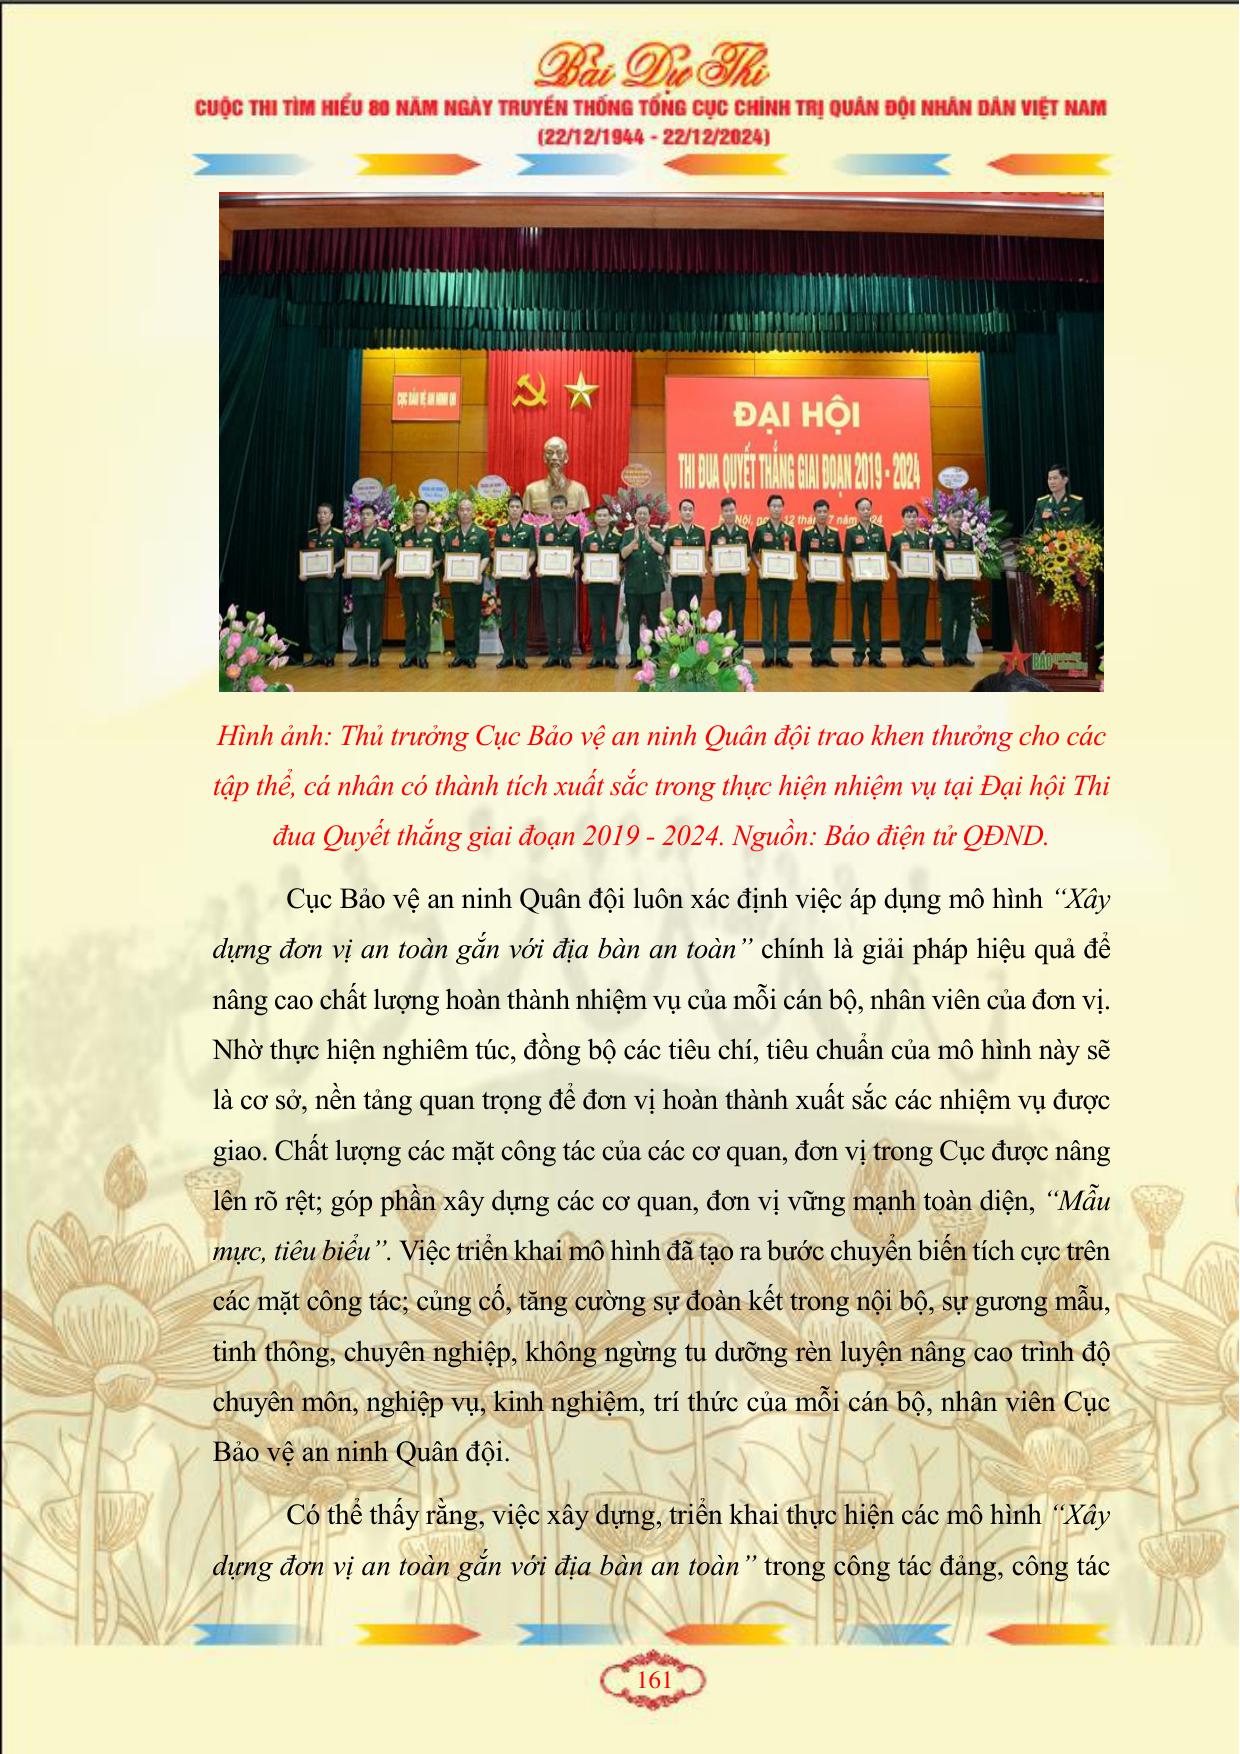 Bài Dự Thi
CUỘC THI TÌM HIỂU 80 NĂM NGÀY TRUYỀN THỐNG TỔNG CỤC CHÍNH TRỊ QUÂN ĐỘI NHÂN DÂN VIỆT NAM
(22/12/1944 - 22/12/2024)
CỤC BẢO VỆ AN NINH QĐ
ĐẠI HỘI
THI ĐUA QUYẾT THẮNG GIAI ĐOẠN 2019 - 2024
BÁO
Hình ảnh: Thủ trưởng Cục Bảo vệ an ninh Quân đội trao khen thưởng cho các
tập thể, cá nhân có thành tích xuất sắc trong thực hiện nhiệm vụ tại Đại hội Thi
đua Quyết thắng giai đoạn 2019 - 2024. Nguồn: Báo điện tử QĐND.
Cục Bảo vệ an ninh Quân đội luôn xác định việc áp dụng mô hình “Xây
dựng đơn vị an toàn gắn với địa bàn an toàn” chính là giải pháp hiệu quả để
nâng cao chất lượng hoàn thành nhiệm vụ của mỗi cán bộ, nhân viên của đơn vị.
Nhờ thực hiện nghiêm túc, đồng bộ các tiêu chí, tiêu chuẩn của mô hình này sẽ
là cơ sở, nền tảng quan trọng để đơn vị hoàn thành xuất sắc các nhiệm vụ được
giao. Chất lượng các mặt công tác của các cơ quan, đơn vị trong Cục được nâng
lên rõ rệt; góp phần xây dựng các cơ quan, đơn vị vững mạnh toàn diện, “Mẫu
mực, tiêu biểu”. Việc triển khai mô hình đã tạo ra bước chuyển biến tích cực trên
các mặt công tác; củng cố, tăng cường sự đoàn kết trong nội bộ, sự gương mẫu,
tinh thông, chuyên nghiệp, không ngừng tu dưỡng rèn luyện nâng cao trình độ
chuyên môn, nghiệp vụ, kinh nghiệm, trí thức của mỗi cán bộ, nhân viên Cục
Bảo vệ an ninh Quân đội.
Có thể thấy rằng, việc xây dựng, triển khai thực hiện các mô hình “Xây
dựng đơn vị an toàn gắn với địa bàn an toàn” trong công tác đảng, công tác
161